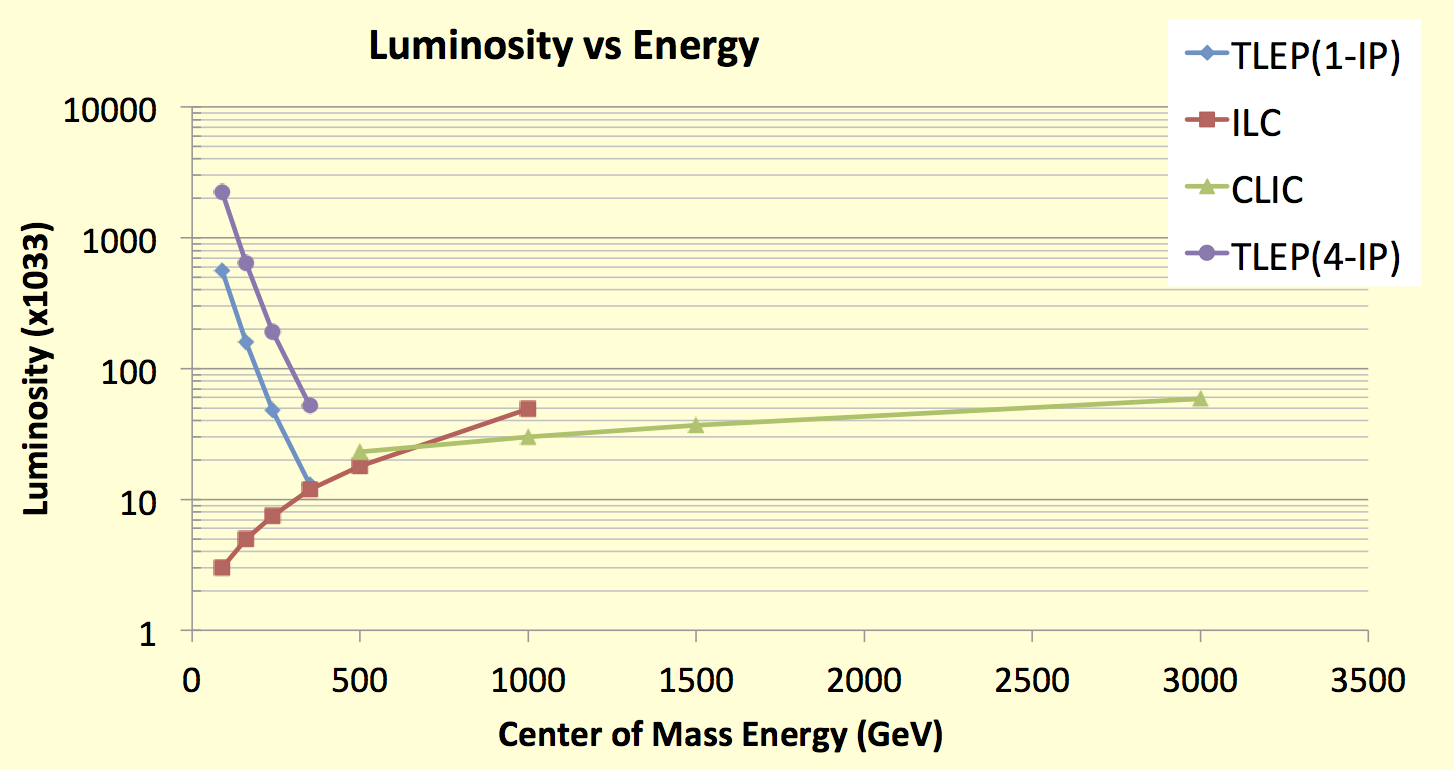 Luminosity vs Energy
TLEP(1-IP)
ILC
CLIC
TLEP(4-IP)
Luminosity (x1033)
10000
1000
100
10
1
0 500 1000 1500 2000 2500 3000 3500
Center of Mass Energy (GeV)